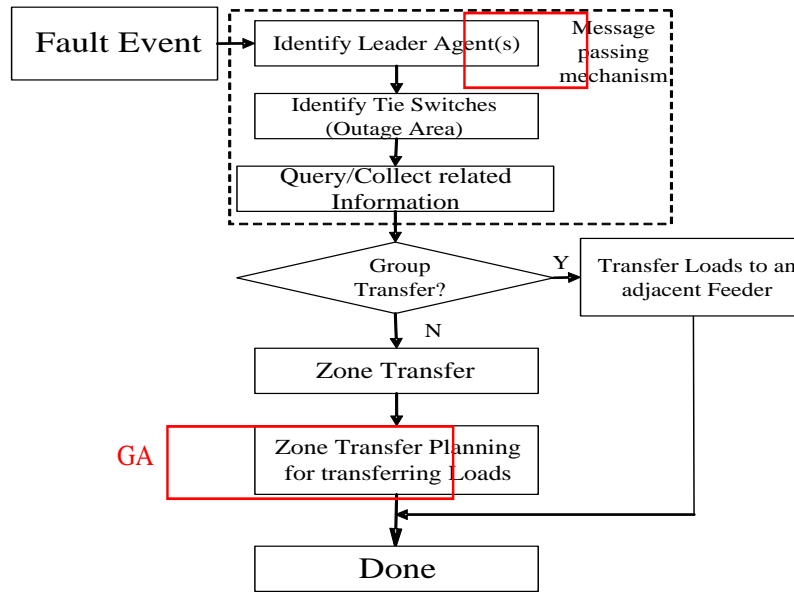 Fault Event
Identify Leader Agent(s)
Message
passing
mechanism
Identify Tie Switches
(Outage Area)
Query/Collect related
Information
Group
Transfer?
Y
Transfer Loads to an
adjacent Feeder
N
Zone Transfer
GA
Zone Transfer Planning
for transferring Loads
Done